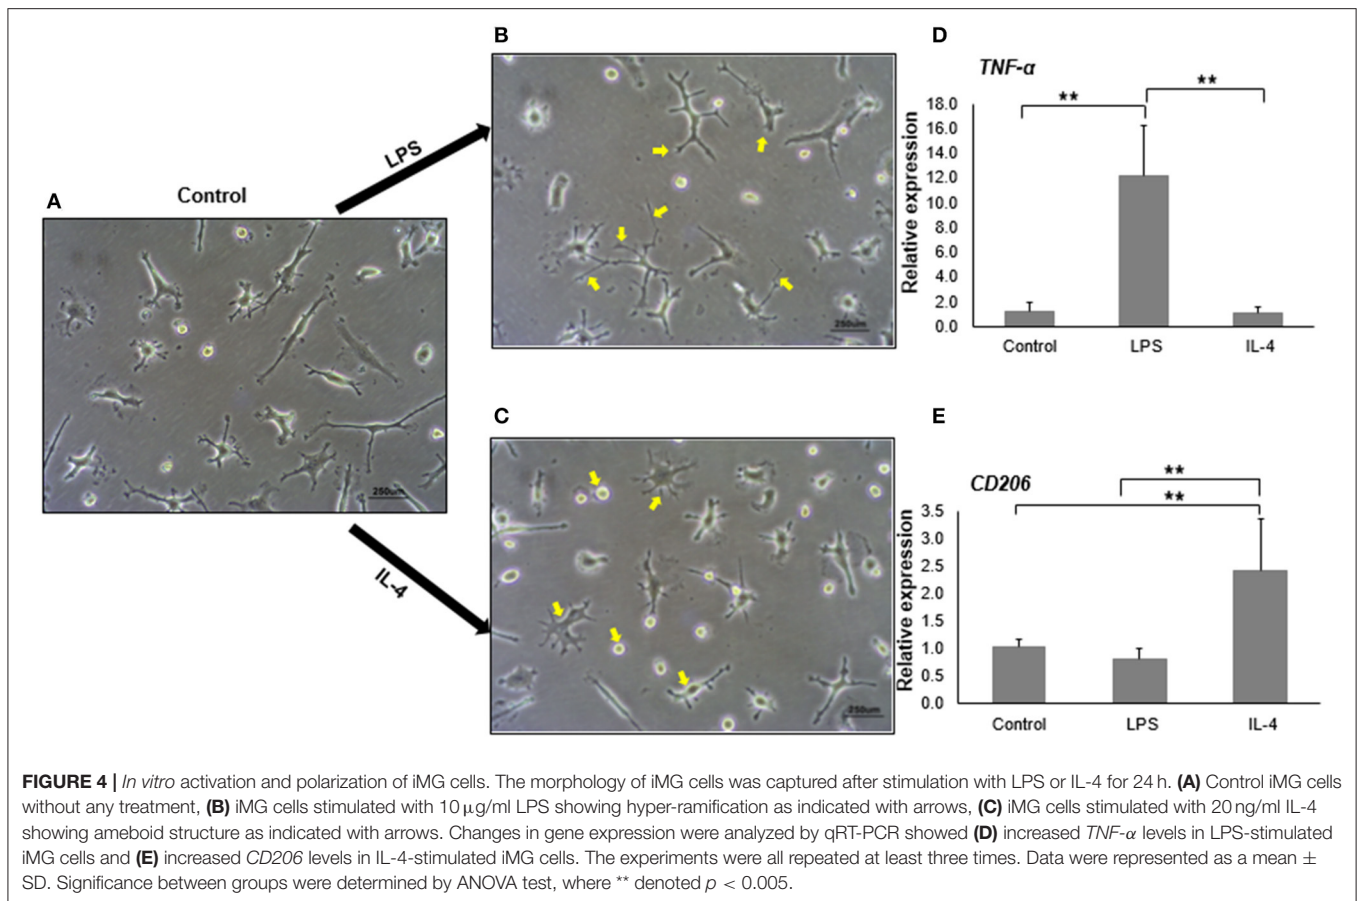 A
Control
250um
LPS
IL-4
B
250um
C
250um
D
TNF-α
**
**
Relative expression
18.0
16.0
14.0
12.0
10.0
8.0
6.0
4.0
2.0
0.0
Control LPS IL-4
E
CD206
**
**
Relative expression
3.5
3.0
2.5
2.0
1.5
1.0
0.5
0.0
Control LPS IL-4
FIGURE 4 | In vitro activation and polarization of iMG cells. The morphology of iMG cells was captured after stimulation with LPS or IL-4 for 24 h. (A) Control iMG cells
without any treatment, (B) iMG cells stimulated with 10 μg/ml LPS showing hyper-ramification as indicated with arrows, (C) iMG cells stimulated with 20 ng/ml IL-4
showing ameboid structure as indicated with arrows. Changes in gene expression were analyzed by qRT-PCR showed (D) increased TNF-α levels in LPS-stimulated
iMG cells and (E) increased CD206 levels in IL-4-stimulated iMG cells. The experiments were all repeated at least three times. Data were represented as a mean ±
SD. Significance between groups were determined by ANOVA test, where ** denoted p < 0.005.